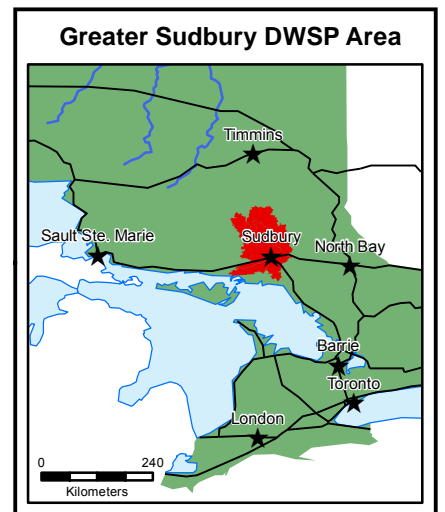 Greater Sudbury DWSP Area
Timmins
Sault Ste. Marie
Sudbury
North Bay
Barrie
Toronto
London
0 240
Kilometers